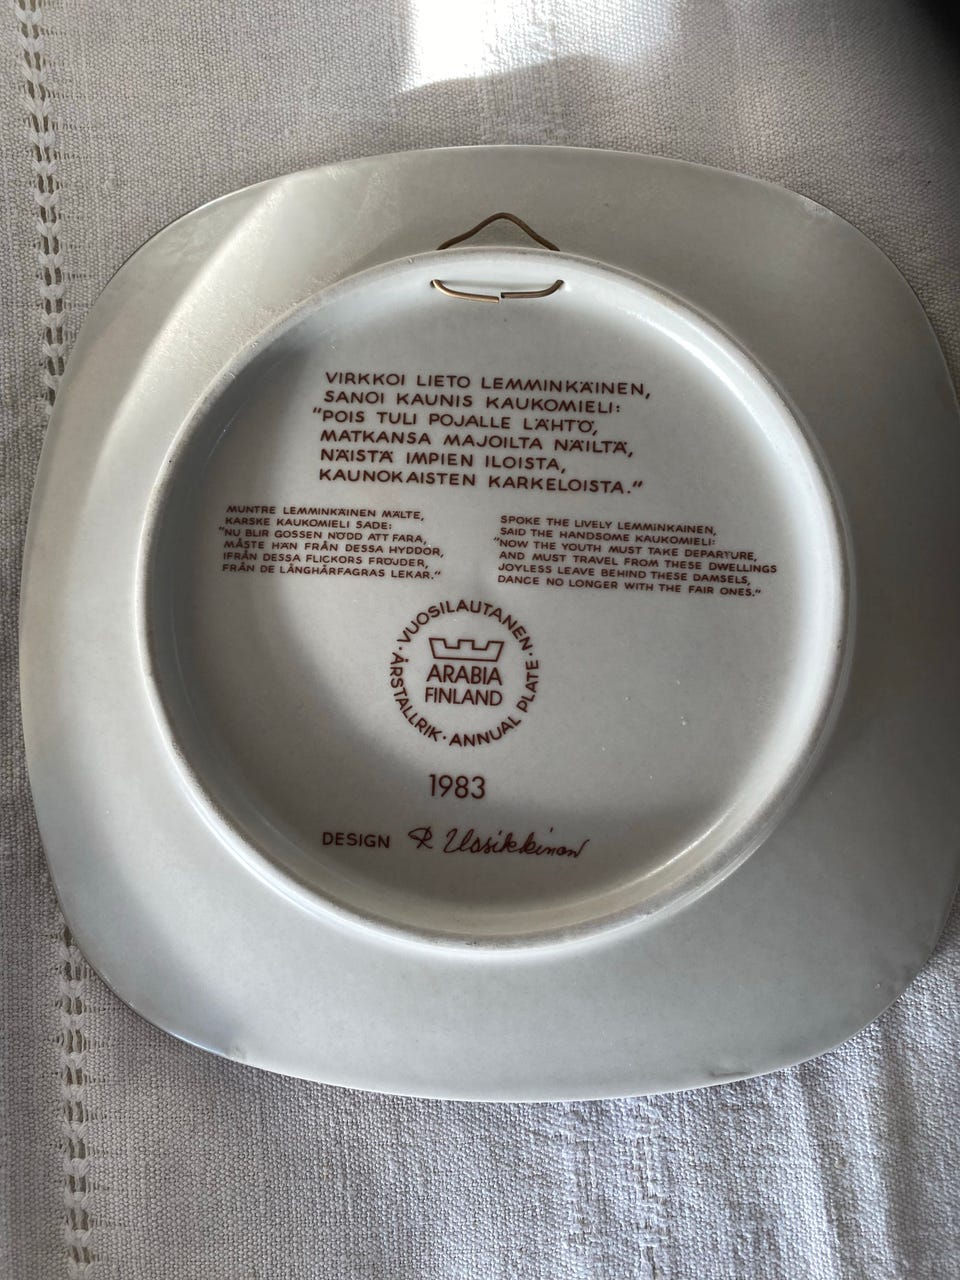 VIRKKOI LIETO LEMMINKÄINEN,
SANOI KAUNIS KAUKOMIELI:
"POIS TULI POJALLE LÄHTÖ,
MATKANSA MAJOILTA NÄILTÄ,
NÄISTÄ IMPIEN ILOISTA,
KAUNOKAISTEN KARKELOISTA."
MUNTRE LEMMINKÄINEN MÄLTE,
KARSKE KAUKOMIELI SADE:
"NU BLIR GOSSEN NÖDD ATT FARA,
MÅSTE HAN FRÅN DESSA HYDDOR,
IFRÅN DESSA FLICKORS FRÖUDER,
FRÅN DE LÅNGHÅRFAGRAS LEKAR."
SPOKE THE LIVELY LEMMINKAINEN,
SAID THE HANDSOME KAUKOMIELI:
"NOW THE YOUTH MUST TAKE DEPARTURE,
AND MUST TRAVEL FROM THESE DWELLINGS
JOYLESS LEAVE BEHIND THESE DAMSELS,
DANCE NO LONGER WITH THE FAIR ONES."
·VUOSILAUTANEN·
ARABIA
FINLAND
ÅRSTALLRIK·ANNUAL PLATE
1983
DESIGN R Uosikkinen